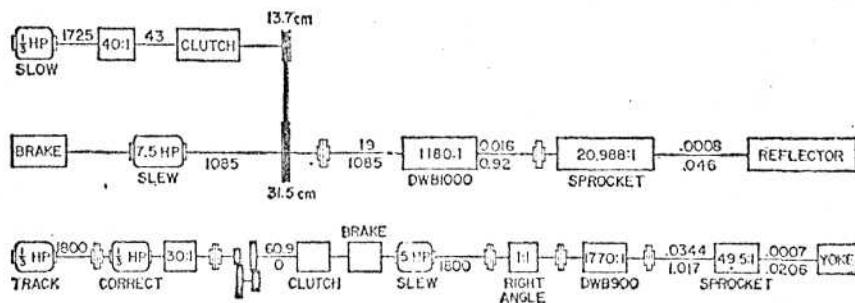 13.7cm
⅓ HP 1725 40:1 43 CLUTCH
SLOW
BRAKE 7.5 HP 1085 19 1085 1180:1 0.016 0.92 20.988:1 .0008 .046 REFLECTOR
SLEW DWB1000 SPROCKET
31.5 cm
BRAKE
⅓ HP 1800 ⅓ HP 30:1 60.9 0 5 HP 1800 1:1 1770:1 .0344 1.017 49.5:1 .0007 .0206 YOKE
TRACK CORRECT CLUTCH SLEW RIGHT ANGLE DWB900 SPROCKET